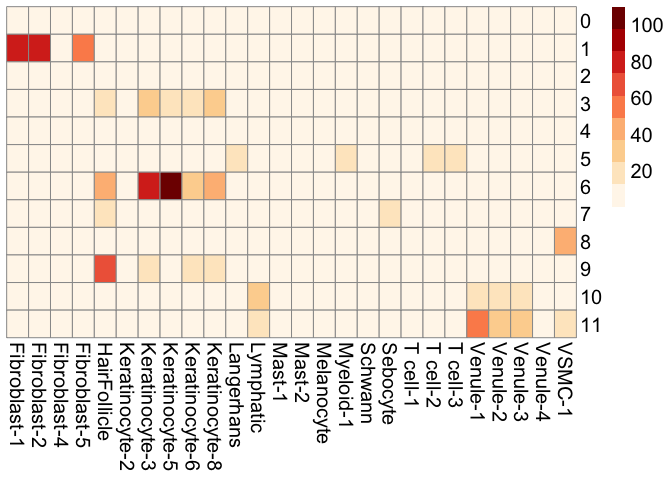 0
1
2
3
4
5
6
7
8
9
10
11
100
80
60
40
20
Fibroblast-1
Fibroblast-2
Fibroblast-4
Fibroblast-5
HairFollicle
Keratinocyte-2
Keratinocyte-3
Keratinocyte-5
Keratinocyte-6
Keratinocyte-8
Langerhans
Lymphatic
Mast-1
Mast-2
Melanocyte
Myeloid-1
Schwann
Sebocyte
T cell-1
T cell-2
T cell-3
Venule-1
Venule-2
Venule-3
Venule-4
VSMC-1